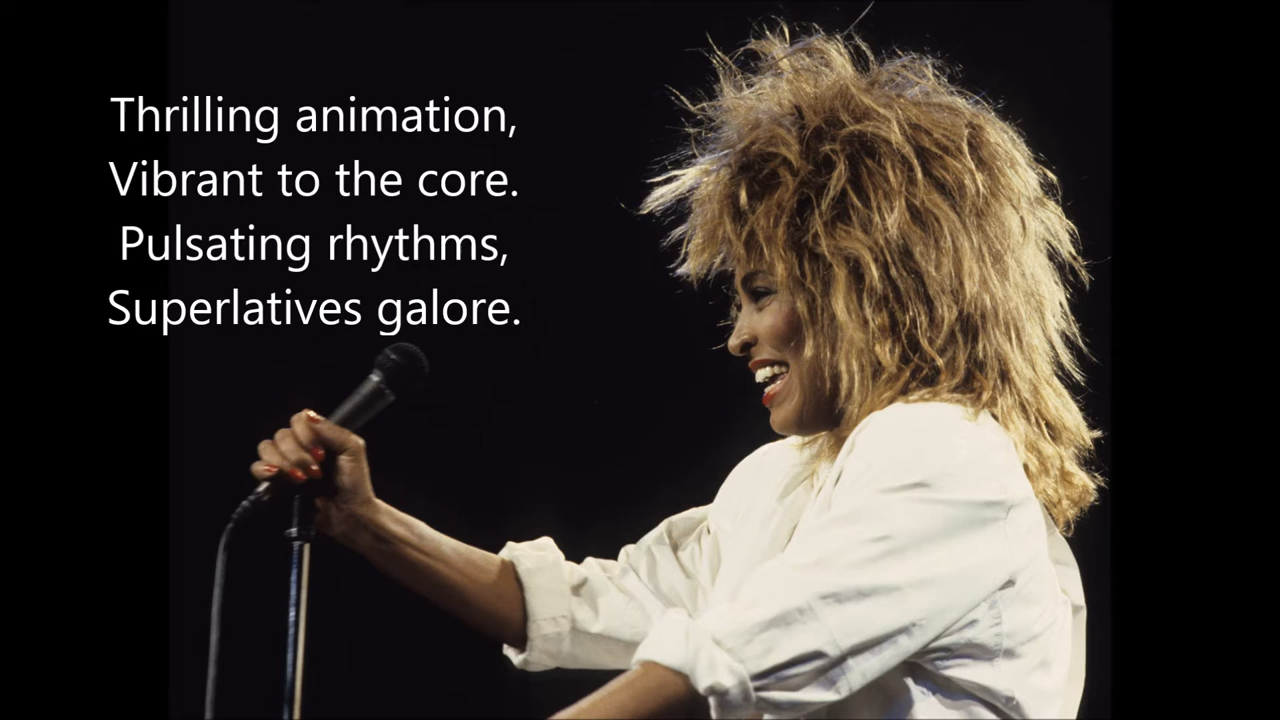 Thrilling animation,
Vibrant to the core.
Pulsating rhythms,
Superlatives galore.